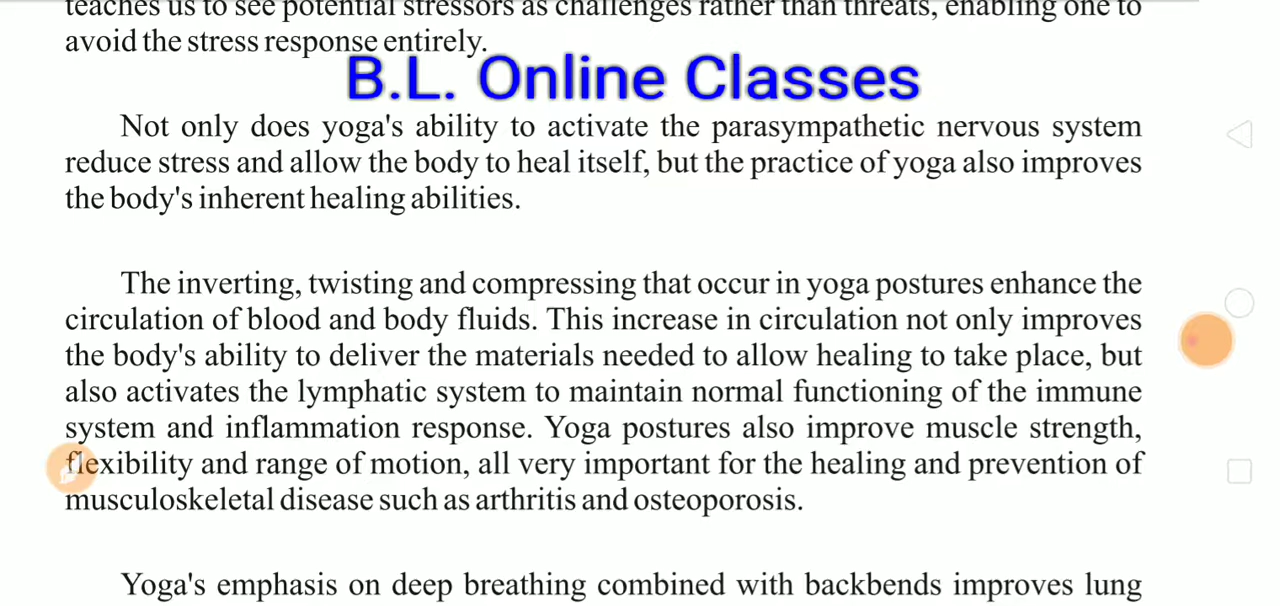 teaches us to see potential stressors as challenges rather than threats, enabling one to
avoid the stress response entirely.
B.L. Online Classes
Not only does yoga's ability to activate the parasympathetic nervous system
reduce stress and allow the body to heal itself, but the practice of yoga also improves
the body's inherent healing abilities.
The inverting, twisting and compressing that occur in yoga postures enhance the
circulation of blood and body fluids. This increase in circulation not only improves
the body's ability to deliver the materials needed to allow healing to take place, but
also activates the lymphatic system to maintain normal functioning of the immune
system and inflammation response. Yoga postures also improve muscle strength,
flexibility and range of motion, all very important for the healing and prevention of
musculoskeletal disease such as arthritis and osteoporosis.
Yoga's emphasis on deep breathing combined with backbends improves lung